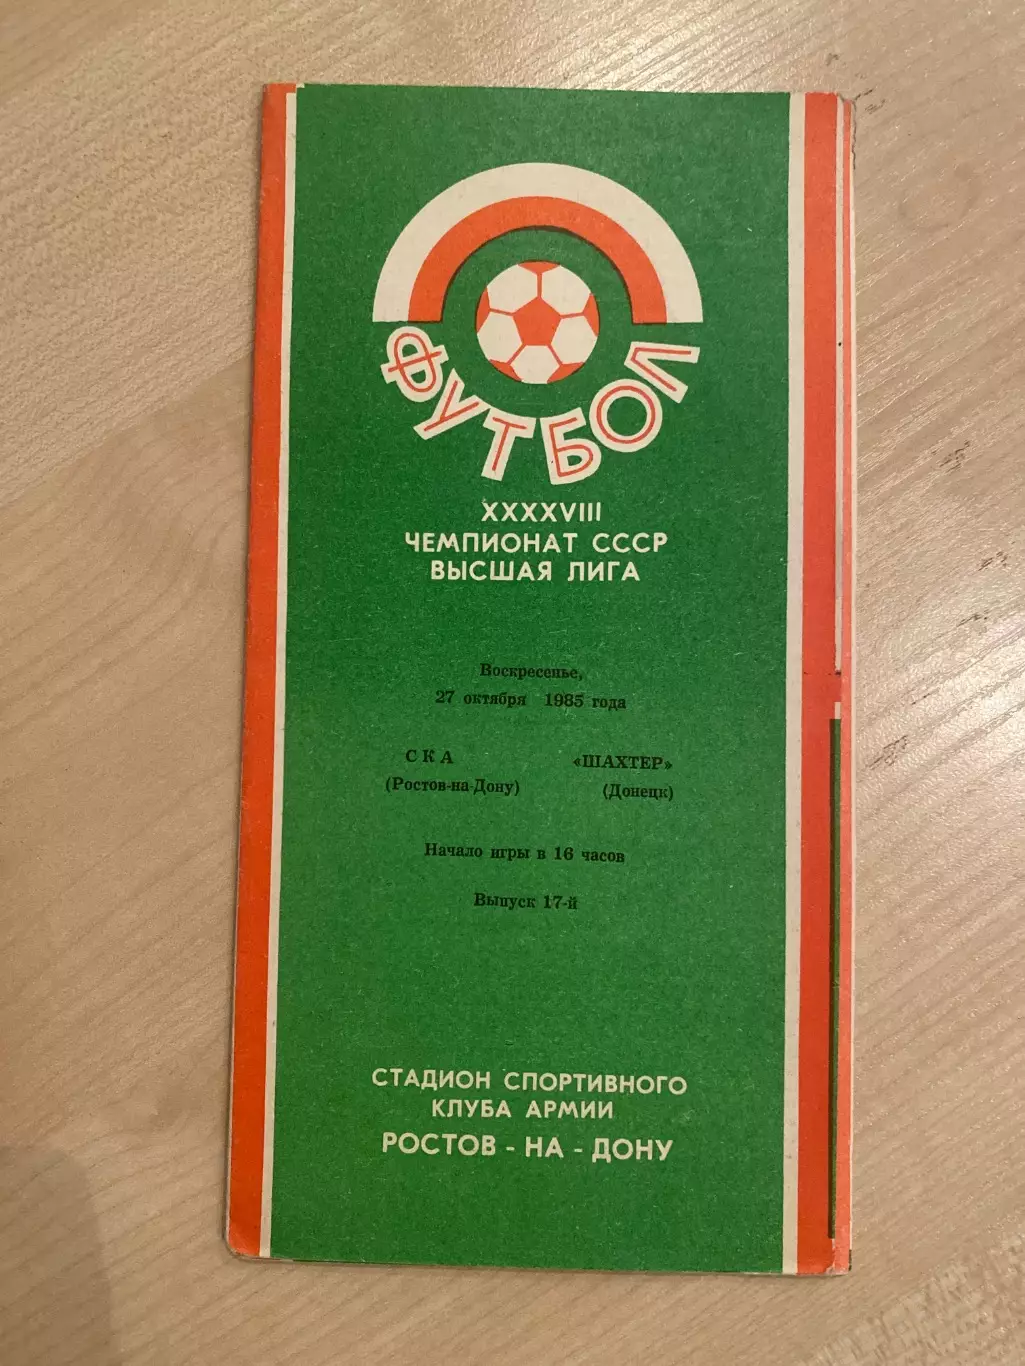 ФУТБОЛ
XXXXVIII
ЧЕМПИОНАТ СССР
ВЫСШАЯ ЛИГА
Воскресенье,
27 октября 1985 года
СКА «ШАХТЕР»
(Ростов-на-Дону) (Донецк)
Начало игры в 16 часов
Выпуск 17-й
СТАДИОН СПОРТИВНОГО
КЛУБА АРМИИ
РОСТОВ - НА - ДОНУ